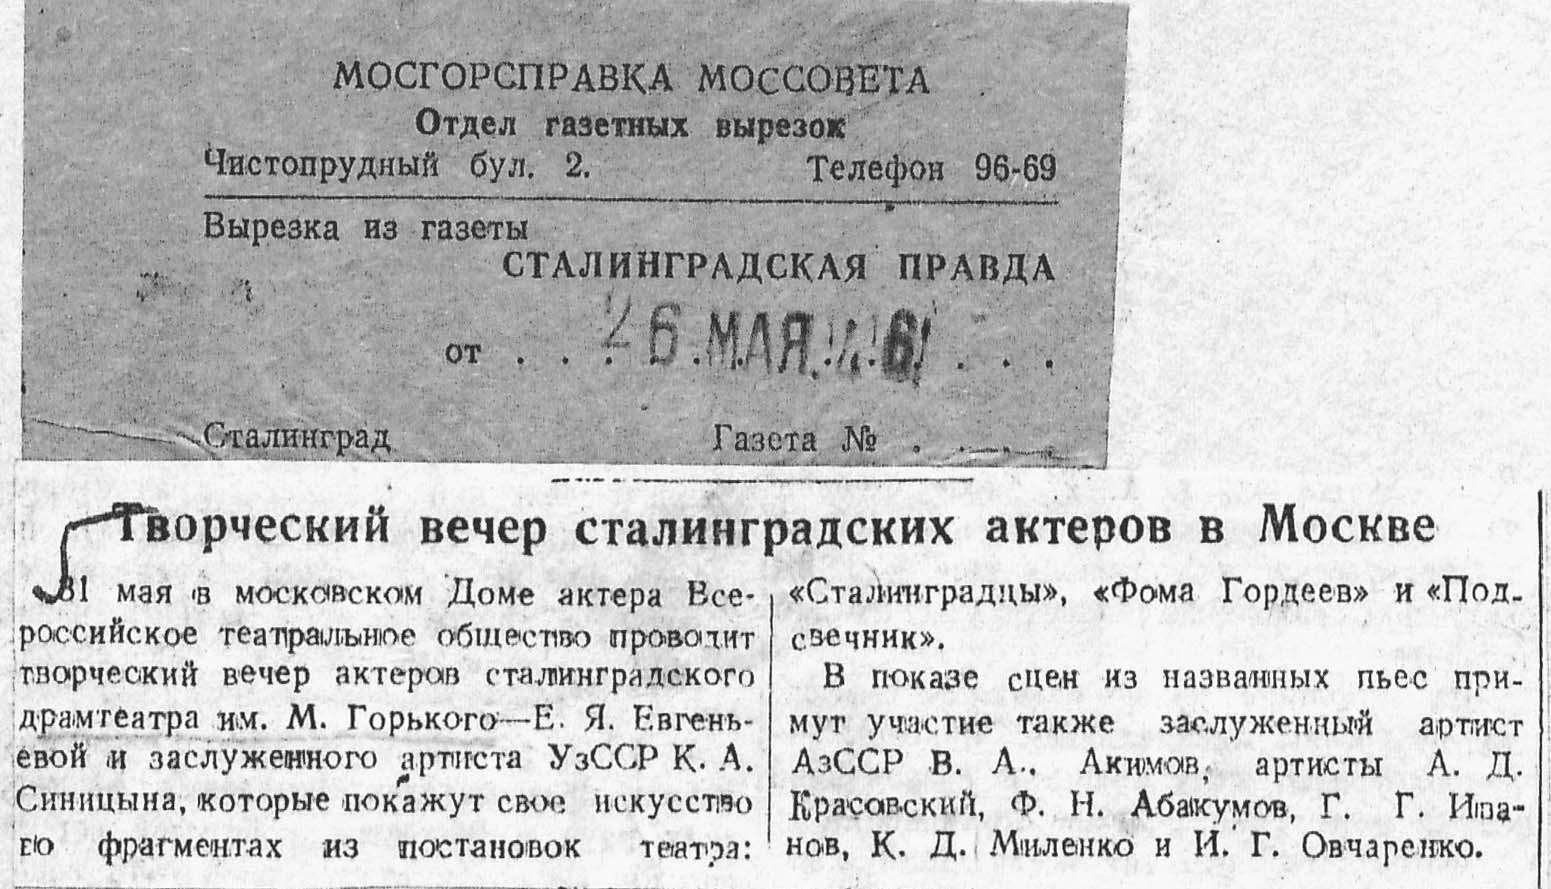 МОСГОРСПРАВКА МОССОВЕТА
Отдел газетных вырезок
Чистопрудный бул. 2. Телефон 96-69
Вырезка из газеты
СТАЛИНГРАДСКАЯ ПРАВДА
от . . . 26 МАЯ . . .
Сталинград Газета № . . .
Творческий вечер сталинградских актеров в Москве
31 мая в московском Доме актера Все-
российское театральное общество проводит
творческий вечер актеров сталинградского
драмтеатра им. М. Горького—Е. Я. Евгень-
евой и заслуженного артиста УзССР К. А.
Синицына, которые покажут свое искусство
по фрагментах из постановок театра:
«Сталинградцы», «Фома Гордеев» и «Под-
свечник».
В показе сцен из названных пьес при-
мут участие также заслуженный артист
АзССР В. А. Акимов, артисты А. Д.
Красовский, Ф. Н. Абакумов, Г. Г. Ива-
нов, К. Д. Миленко и И. Г. Овчаренко.